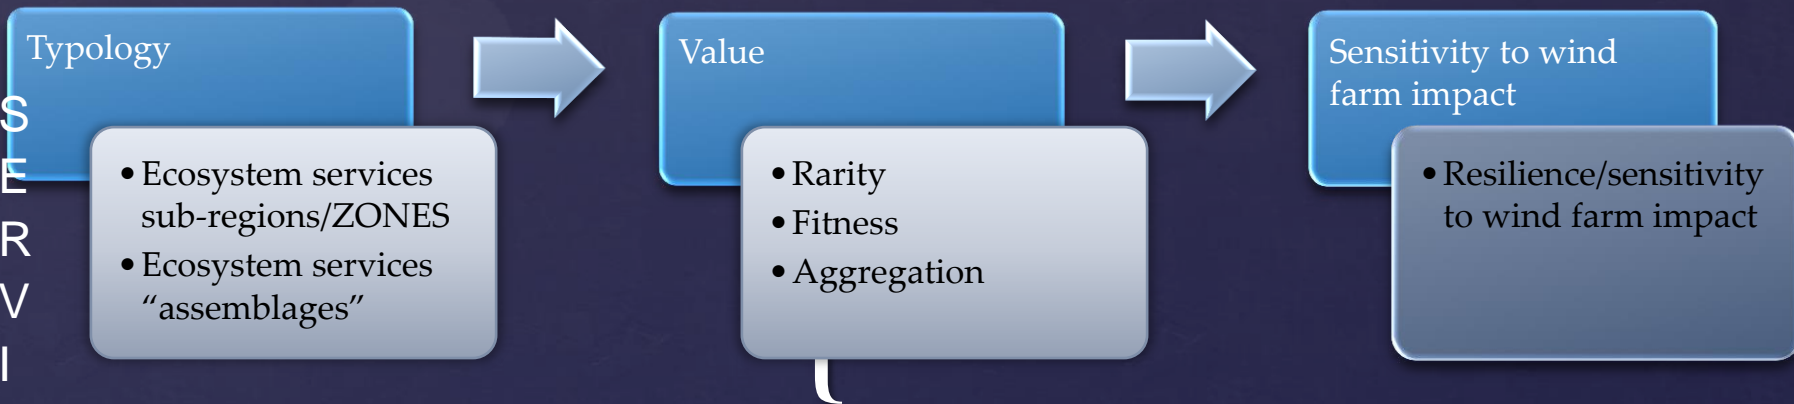 Typology
• Ecosystem services
sub-regions/ZONES
• Ecosystem services
“assemblages”
Value
• Rarity
• Fitness
• Aggregation
Sensitivity to wind
farm impact
• Resilience/sensitivity
to wind farm impact
S
E
R
V
I